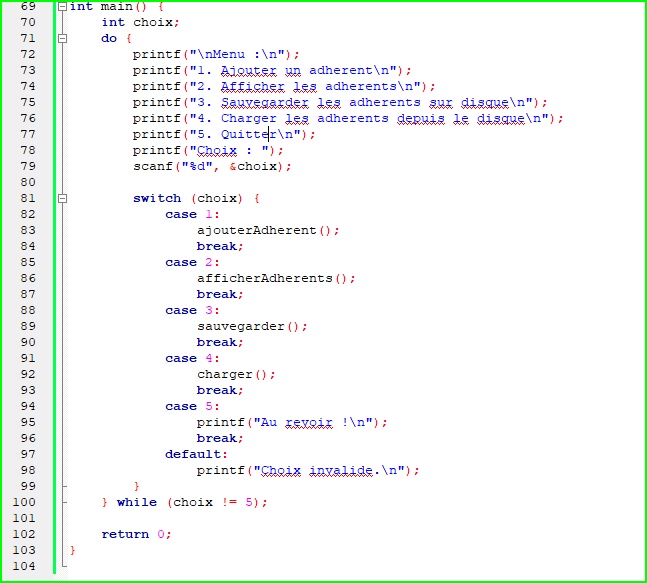 69 int main() {
70     int choix;
71     do {
72         printf("\nMenu :\n");
73         printf("1. Ajouter un adherent\n");
74         printf("2. Afficher les adherents\n");
75         printf("3. Sauvegarder les adherents sur disque\n");
76         printf("4. Charger les adherents depuis le disque\n");
77         printf("5. Quitter\n");
78         printf("Choix : ");
79         scanf("%d", &choix);
80
81         switch (choix) {
82             case 1:
83                 ajouterAdherent();
84                 break;
85             case 2:
86                 afficherAdherents();
87                 break;
88             case 3:
89                 sauvegarder();
90                 break;
91             case 4:
92                 charger();
93                 break;
94             case 5:
95                 printf("Au revoir !\n");
96                 break;
97             default:
98                 printf("Choix invalide.\n");
99         }
100     } while (choix != 5);
101
102     return 0;
103 }
104